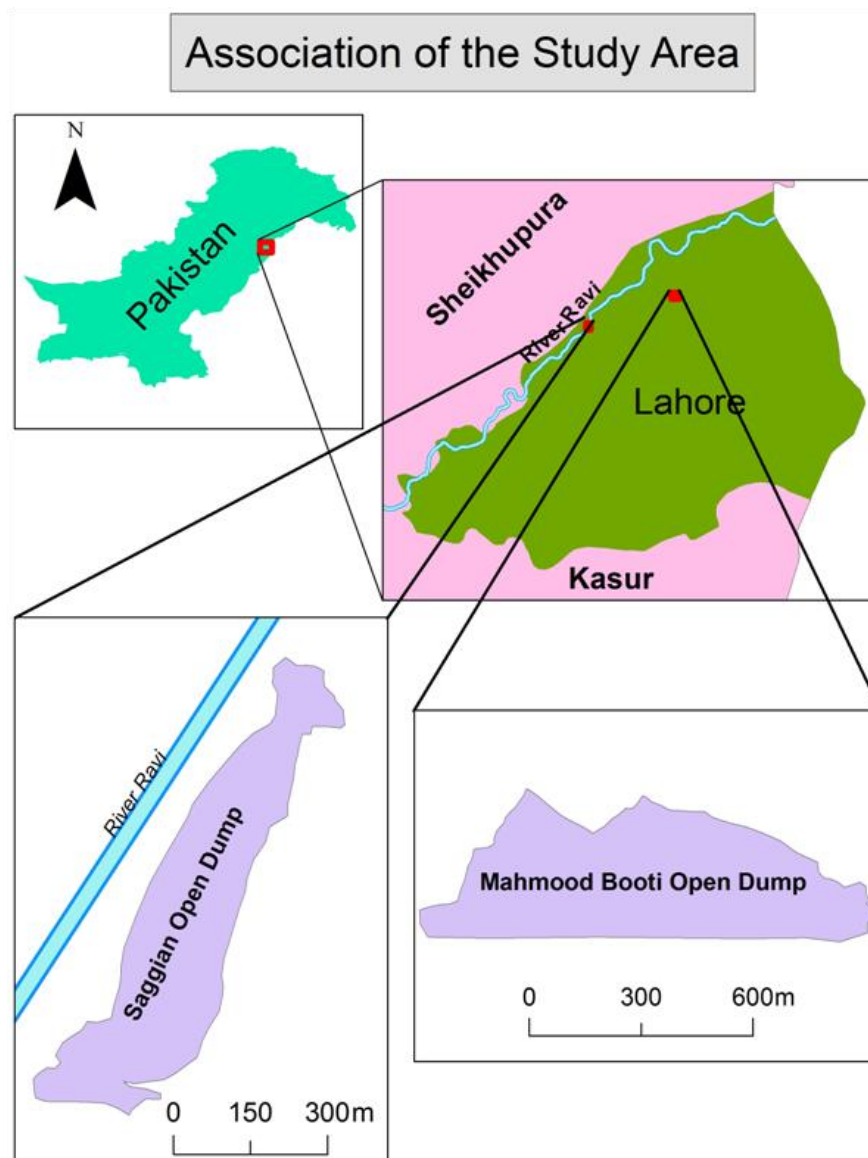 Association of the Study Area
N
Pakistan
Sheikhupura
River Ravi
Lahore
Kasur
River Ravi
Saggian Open Dump
0 150 300m
Mahmood Booti Open Dump
0 300 600m